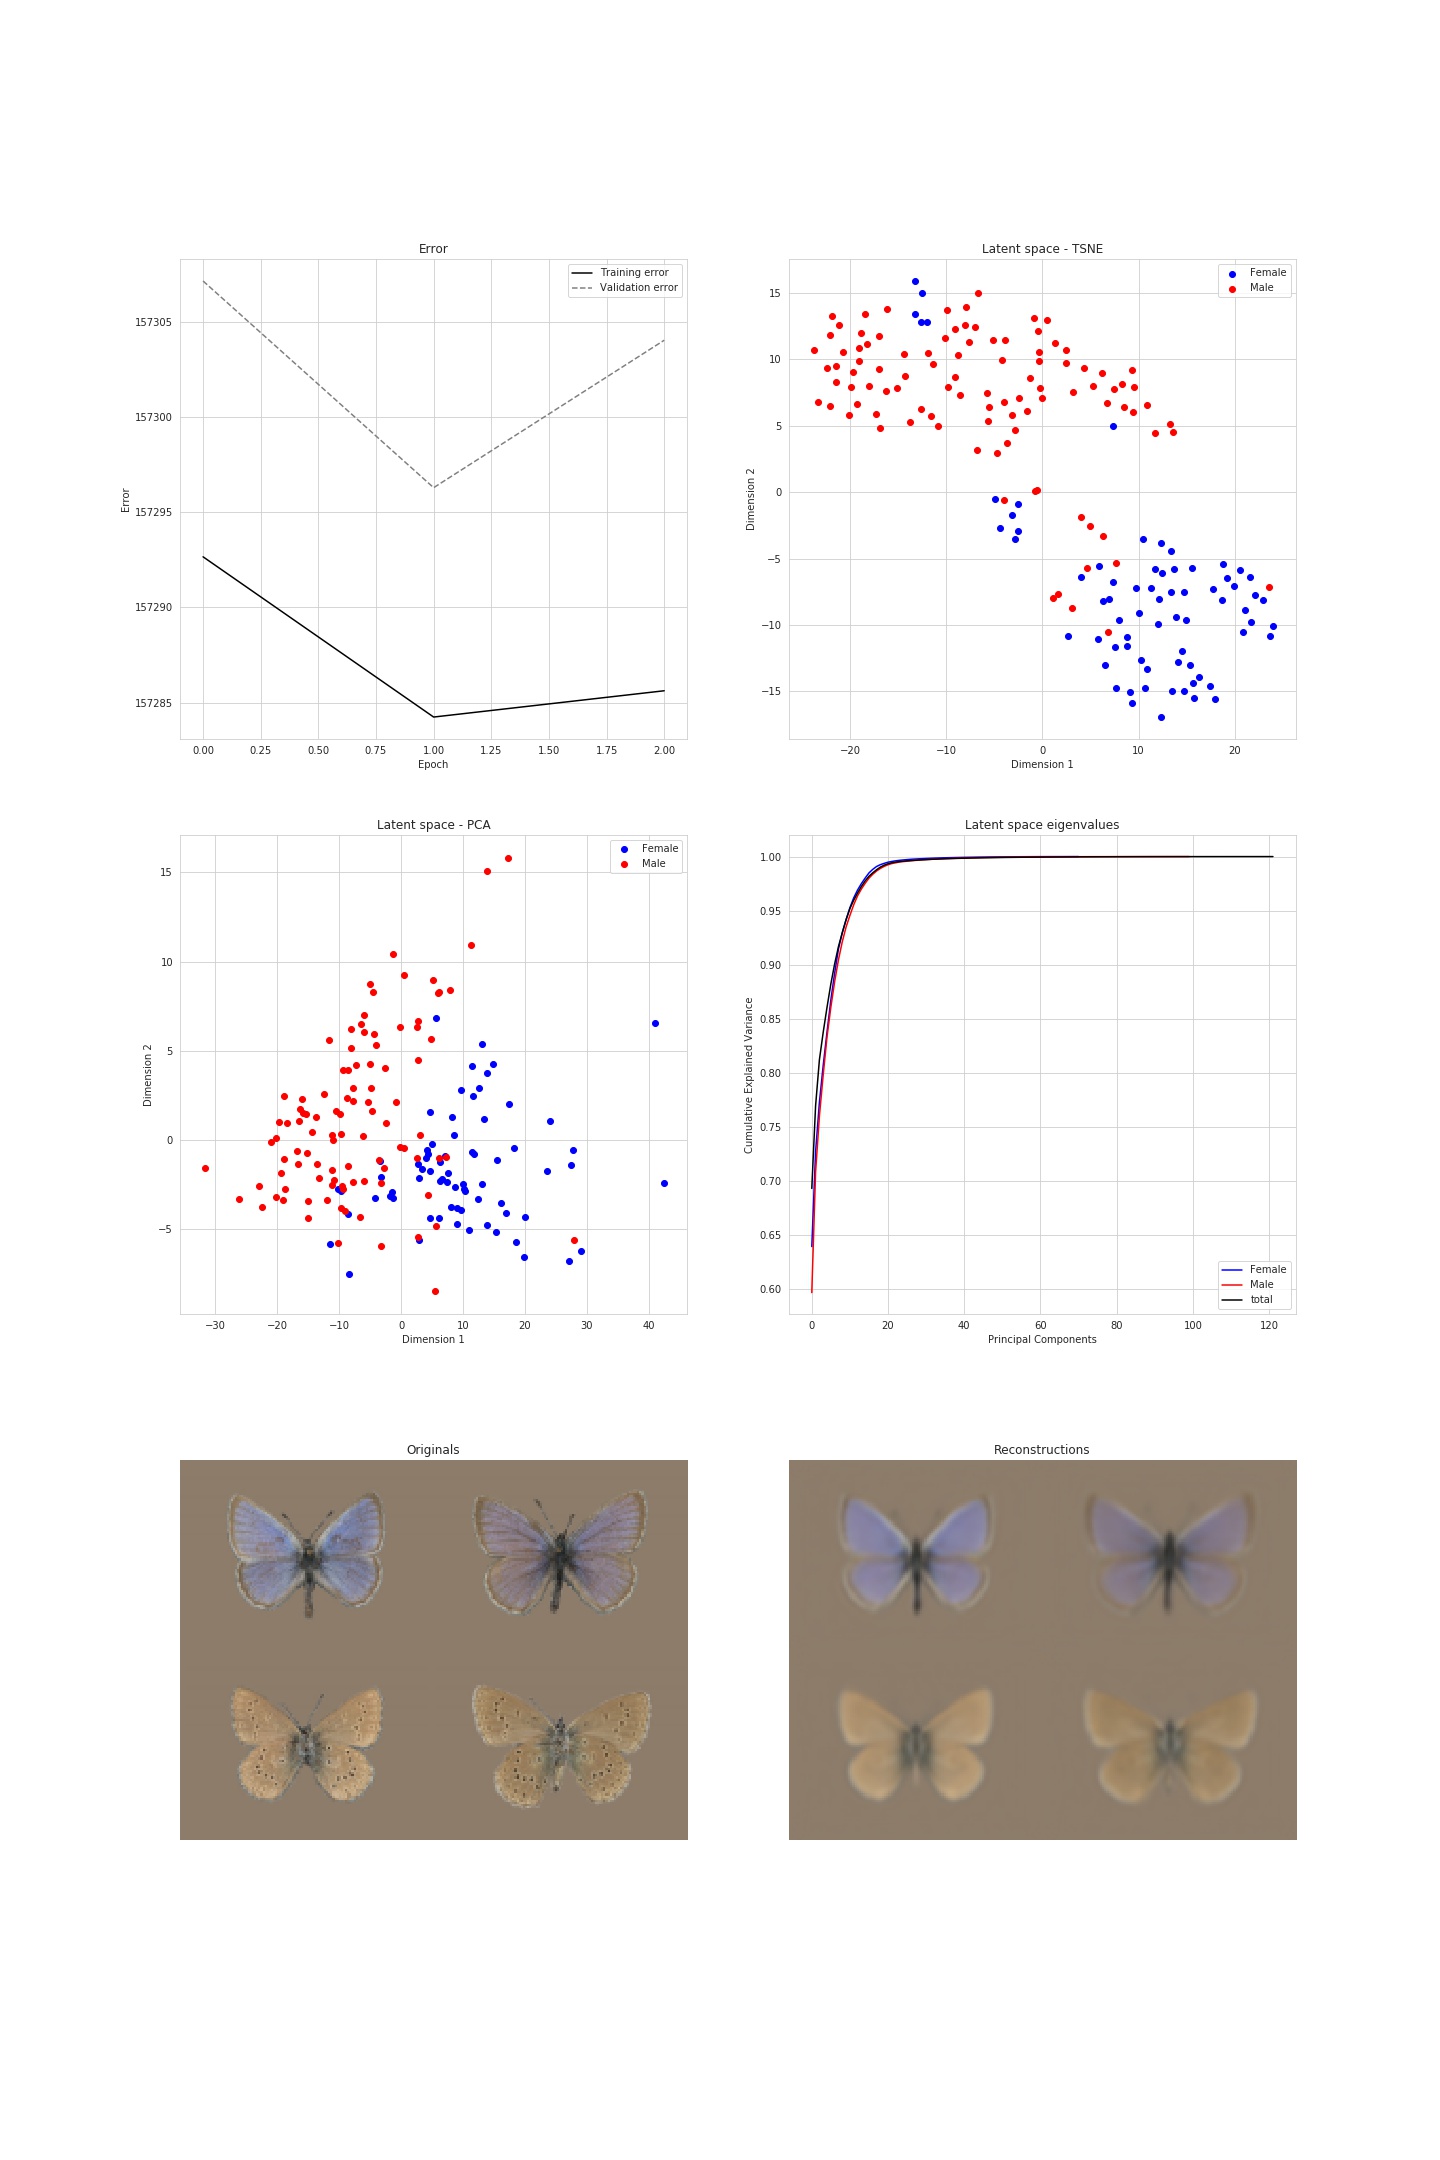 Error
Training error
Validation error
157305
157300
157295
157290
157285
Error
0.00 0.25 0.50 0.75 1.00 1.25 1.50 1.75 2.00
Epoch
Latent space - TSNE
Female
Male
15
10
5
0
−5
−10
−15
Dimension 2
−20 −10 0 10 20
Dimension 1
Latent space - PCA
Female
Male
15
10
5
0
−5
Dimension 2
−30 −20 −10 0 10 20 30 40
Dimension 1
Latent space eigenvalues
1.00
0.95
0.90
0.85
0.80
0.75
0.70
0.65
0.60
Cumulative Explained Variance
Female
Male
total
0 20 40 60 80 100 120
Principal Components
Originals
Reconstructions